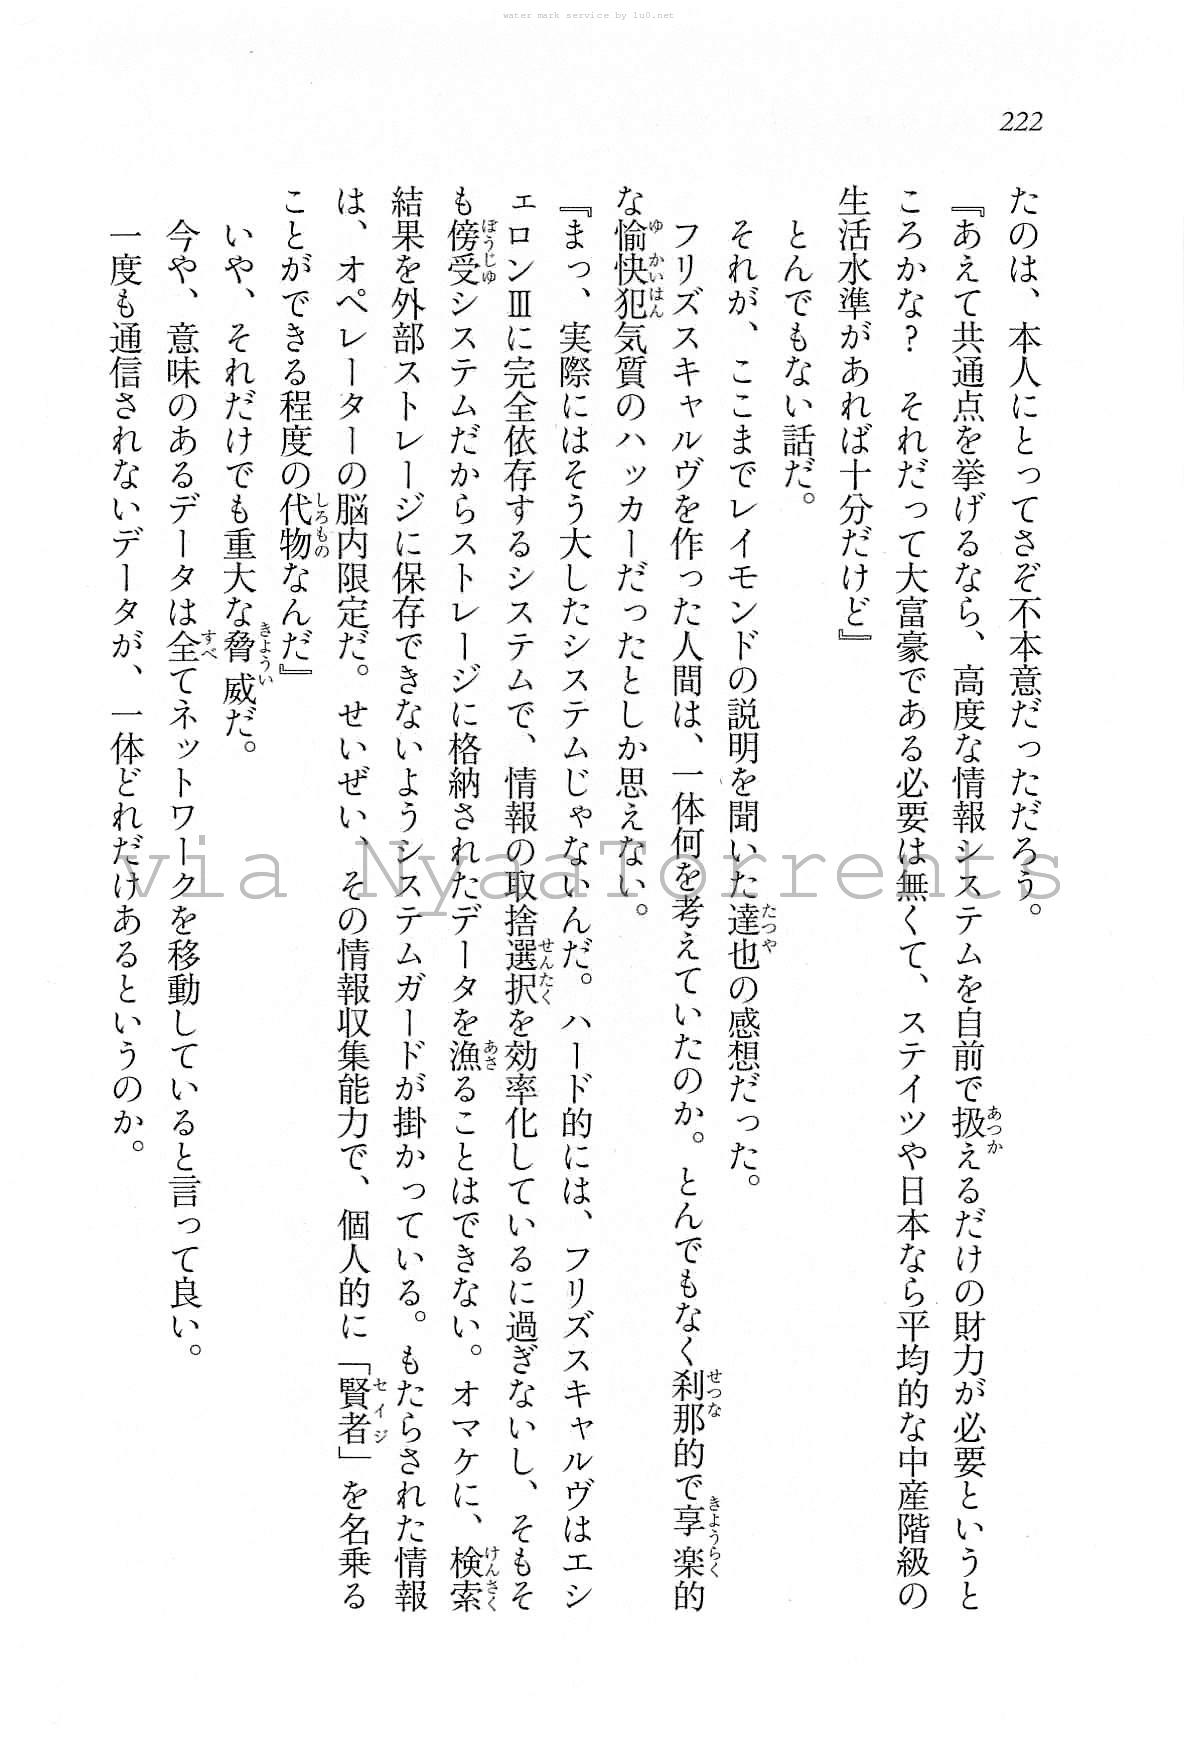 water mark service by lu0.net
222
たのは、本人にとってさぞ不本意だっただろう。
『あえて共通点を挙げるなら、高度な情報システムを自前で扱えるだけの財力が必要というと
ころかな？　それだって大富豪である必要は無くて、ステイツや日本なら平均的な中産階級の
生活水準があれば十分だけど』
　とんでもない話だ。
　それが、ここまでレイモンドの説明を聞いた達也の感想だった。
　フリズスキャルヴを作った人間は、一体何を考えていたのか。とんでもなく刹那的で享楽的
な愉快犯気質のハッカーだったとしか思えない。
『まっ、実際にはそう大したシステムじゃないんだ。ハード的には、フリズスキャルヴはエシ
ェロンⅢに完全依存するシステムで、情報の取捨選択を効率化しているに過ぎないし、そもそ
も傍受システムだからストレージに格納されたデータを漁ることはできない。オマケに、検索
結果を外部ストレージに保存できないようシステムガードが掛かっている。もたらされた情報
は、オペレーターの脳内限定だ。せいぜい、その情報収集能力で、個人的に「賢者」を名乗る
ことができる程度の代物なんだ』
　いや、それだけでも重大な脅威だ。
　今や、意味のあるデータは全てネットワークを移動していると言って良い。
　一度も通信されないデータが、一体どれだけあるというのか。
via NyaaTorrents